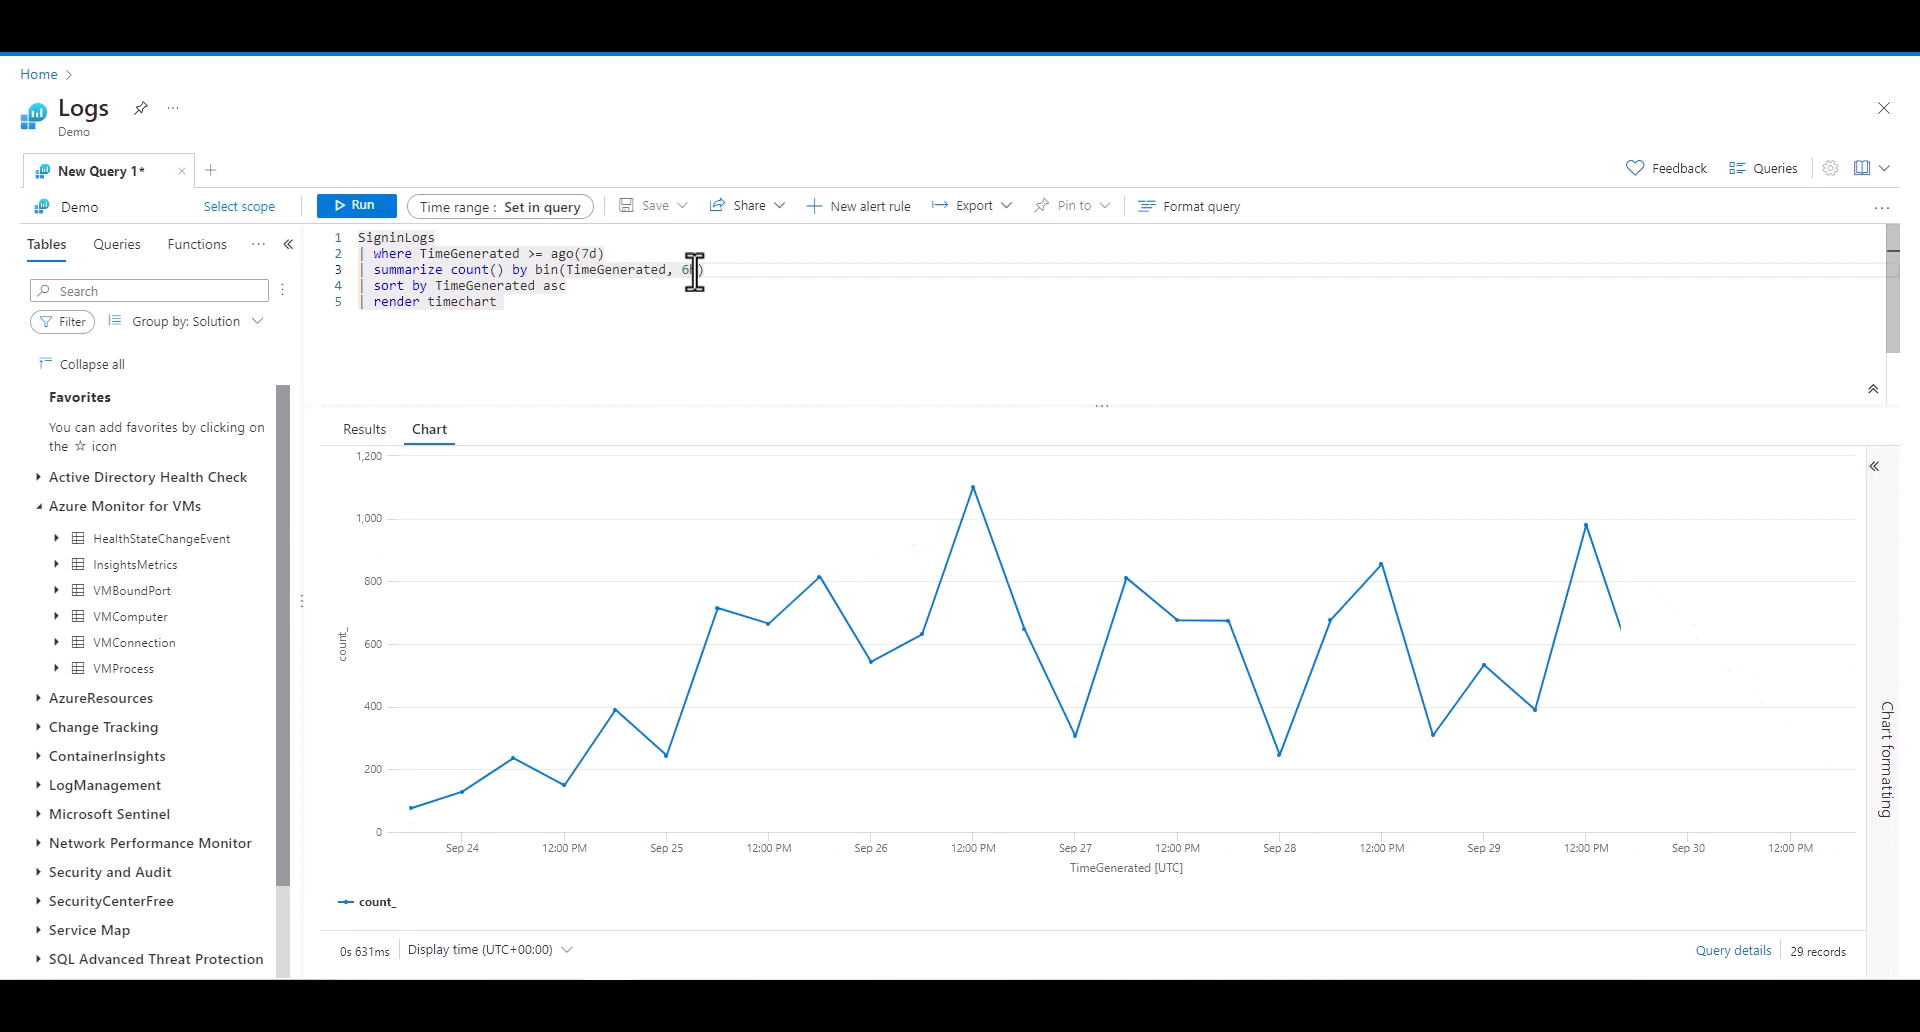 Home
Logs
Demo
New Query 1*
Feedback
Queries
Demo
Select scope
Run
Time range : Set in query
Save
Share
New alert rule
Export
Pin to
Format query
Tables
Queries
Functions
Search
Filter
Group by: Solution
Collapse all
Favorites
You can add favorites by clicking on
the ☆ icon
Active Directory Health Check
Azure Monitor for VMs
HealthStateChangeEvent
InsightsMetrics
VMBoundPort
VMComputer
VMConnection
VMProcess
AzureResources
Change Tracking
ContainerInsights
LogManagement
Microsoft Sentinel
Network Performance Monitor
Security and Audit
SecurityCenterFree
Service Map
SQL Advanced Threat Protection
1 SigninLogs
2 | where TimeGenerated >= ago(7d)
3 | summarize count() by bin(TimeGenerated, 6h)
4 | sort by TimeGenerated asc
5 | render timechart
Results
Chart
1,200
1,000
800
600
400
200
0
count_
Sep 24
12:00 PM
Sep 25
12:00 PM
Sep 26
12:00 PM
Sep 27
12:00 PM
Sep 28
12:00 PM
Sep 29
12:00 PM
Sep 30
12:00 PM
TimeGenerated [UTC]
count_
Chart formatting
0s 631ms
Display time (UTC+00:00)
Query details
29 records